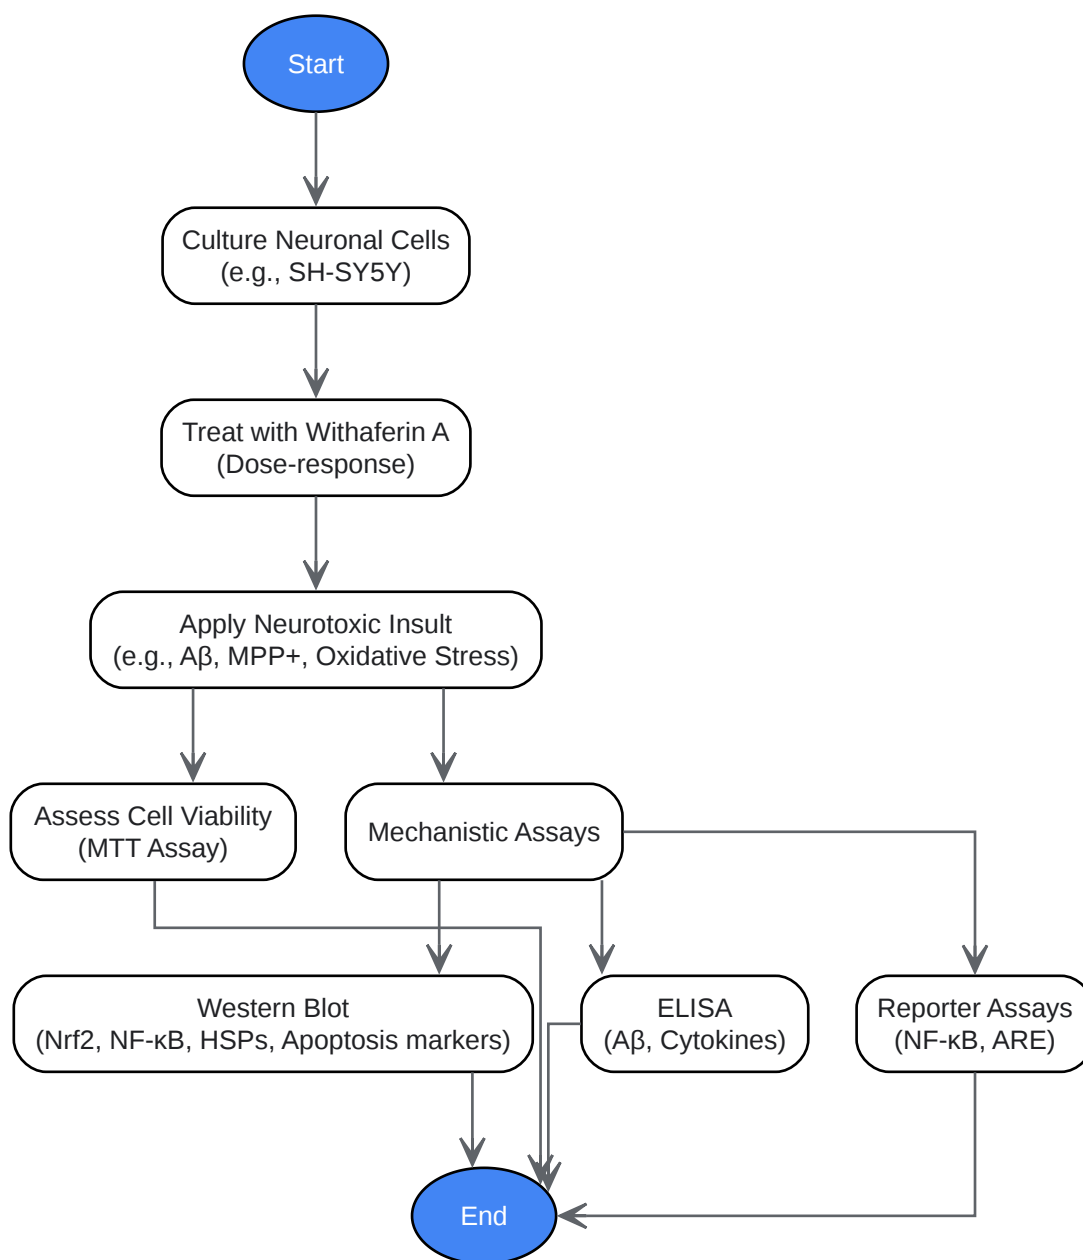 Start
Culture Neuronal Cells
(e.g., SH-SY5Y)
Treat with Withaferin A
(Dose-response)
Apply Neurotoxic Insult
(e.g., Aβ, MPP+, Oxidative Stress)
Assess Cell Viability
(MTT Assay)
Mechanistic Assays
Western Blot
(Nrf2, NF-κB, HSPs, Apoptosis markers)
ELISA
(Aβ, Cytokines)
Reporter Assays
(NF-κB, ARE)
End